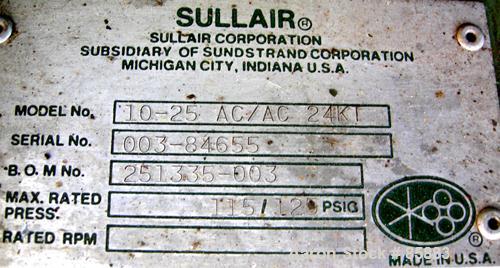 SULLAIR®
SULLAIR CORPORATION
SUBSIDIARY OF SUNDSTRAND CORPORATION
MICHIGAN CITY, INDIANA U.S.A.
MODEL No. 10-25 AC/AC 24KT
SERIAL No. 003-84655
B.O M No. 251335-003
MAX. RATED PRESS. 115/125 PSIG
RATED RPM
®
MADE IN U.S.A.